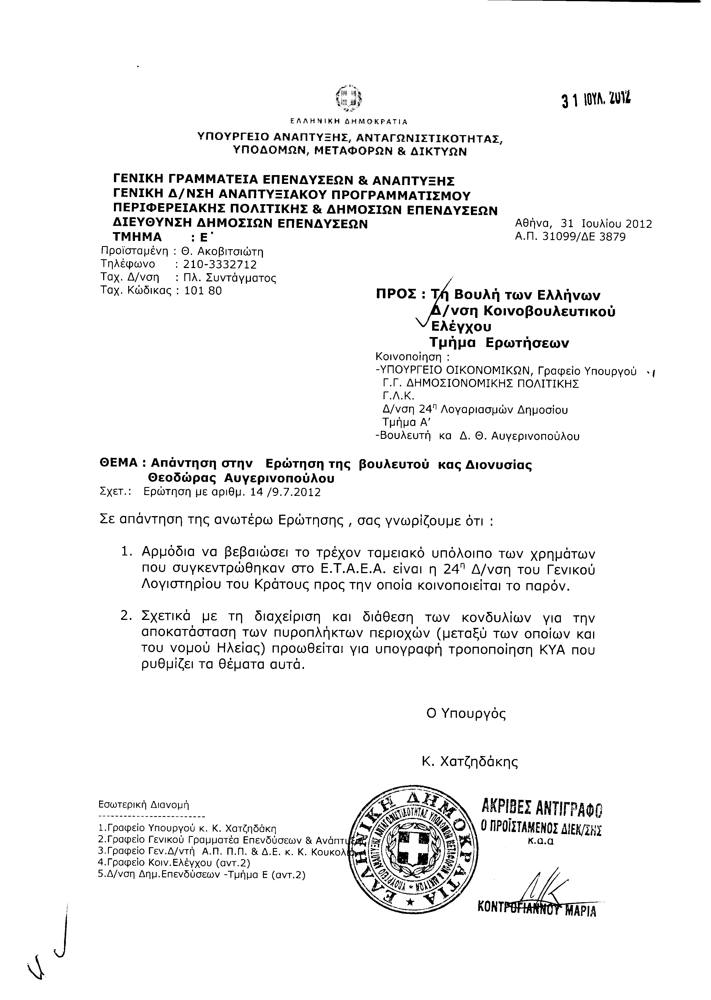 31 ΙΟΥΛ. 2012
ΕΛΛΗΝΙΚΗ ΔΗΜΟΚΡΑΤΙΑ
ΥΠΟΥΡΓΕΙΟ ΑΝΑΠΤΥΞΗΣ, ΑΝΤΑΓΩΝΙΣΤΙΚΟΤΗΤΑΣ,
ΥΠΟΔΟΜΩΝ, ΜΕΤΑΦΟΡΩΝ & ΔΙΚΤΥΩΝ
ΓΕΝΙΚΗ ΓΡΑΜΜΑΤΕΙΑ ΕΠΕΝΔΥΣΕΩΝ & ΑΝΑΠΤΥΞΗΣ
ΓΕΝΙΚΗ Δ/ΝΣΗ ΑΝΑΠΤΥΞΙΑΚΟΥ ΠΡΟΓΡΑΜΜΑΤΙΣΜΟΥ
ΠΕΡΙΦΕΡΕΙΑΚΗΣ ΠΟΛΙΤΙΚΗΣ & ΔΗΜΟΣΙΩΝ ΕΠΕΝΔΥΣΕΩΝ
ΔΙΕΥΘΥΝΣΗ ΔΗΜΟΣΙΩΝ ΕΠΕΝΔΥΣΕΩΝ
ΤΜΗΜΑ : Ε΄
Αθήνα, 31 Ιουλίου 2012
Α.Π. 31099/ΔΕ 3879
Προϊσταμένη : Θ. Ακοβιτσιώτη
Τηλέφωνο : 210-3332712
Ταχ. Δ/νση : Πλ. Συντάγματος
Ταχ. Κώδικας : 101 80
ΠΡΟΣ : Τη Βουλή των Ελλήνων
Δ/νση Κοινοβουλευτικού
Ελέγχου
Τμήμα Ερωτήσεων
Κοινοποίηση :
-ΥΠΟΥΡΓΕΙΟ ΟΙΚΟΝΟΜΙΚΩΝ, Γραφείο Υπουργού
Γ.Γ. ΔΗΜΟΣΙΟΝΟΜΙΚΗΣ ΠΟΛΙΤΙΚΗΣ
Γ.Λ.Κ.
Δ/νση 24η Λογαριασμών Δημοσίου
Τμήμα Α'
-Βουλευτή κα Δ. Θ. Αυγερινοπούλου
ΘΕΜΑ : Απάντηση στην Ερώτηση της βουλευτού κας Διονυσίας
Θεοδώρας Αυγερινοπούλου
Σχετ.: Ερώτηση με αριθμ. 14 /9.7.2012
Σε απάντηση της ανωτέρω Ερώτησης , σας γνωρίζουμε ότι :
1. Αρμόδια να βεβαιώσει το τρέχον ταμειακό υπόλοιπο των χρημάτων
που συγκεντρώθηκαν στο Ε.Τ.Α.Ε.Α. είναι η 24η Δ/νση του Γενικού
Λογιστηρίου του Κράτους προς την οποία κοινοποιείται το παρόν.
2. Σχετικά με τη διαχείριση και διάθεση των κονδυλίων για την
αποκατάσταση των πυροπλήκτων περιοχών (μεταξύ των οποίων και
του νομού Ηλείας) προωθείται για υπογραφή τροποποίηση ΚΥΑ που
ρυθμίζει τα θέματα αυτά.
Ο Υπουργός
Κ. Χατζηδάκης
Εσωτερική Διανομή
-------------------------
1.Γραφείο Υπουργού κ. Κ. Χατζηδάκη
2.Γραφείο Γενικού Γραμματέα Επενδύσεων & Ανάπτυξης
3.Γραφείο Γεν.Δ/ντή Α.Π. Π.Π. & Δ.Ε. κ. Κ.
4.Γραφείο Κοιν.Ελέγχου (αντ.2)
5.Δ/νση Δημ.Επενδύσεων -Τμήμα Ε (αντ.2)
ΕΛΛΗΝΙΚΗ ΔΗΜΟΚΡΑΤΙΑ
ΥΠΟΥΡΓΕΙΟ ΑΝΑΠΤΥΞΗΣ ΑΝΤΑΓΩΝΙΣΤΙΚΟΤΗΤΑΣ ΥΠΟΔΟΜΩΝ ΜΕΤΑΦΟΡΩΝ & ΔΙΚΤΥΩΝ
ΑΚΡΙΒΕΣ ΑΝΤΙΓΡΑΦΟ
Ο ΠΡΟΪΣΤΑΜΕΝΟΣ ΔΙΕΚ/ΣΗΣ
κ.α.α
ΚΟΝΤΡΟΓΙΑΝΝΟΥ ΜΑΡΙΑ